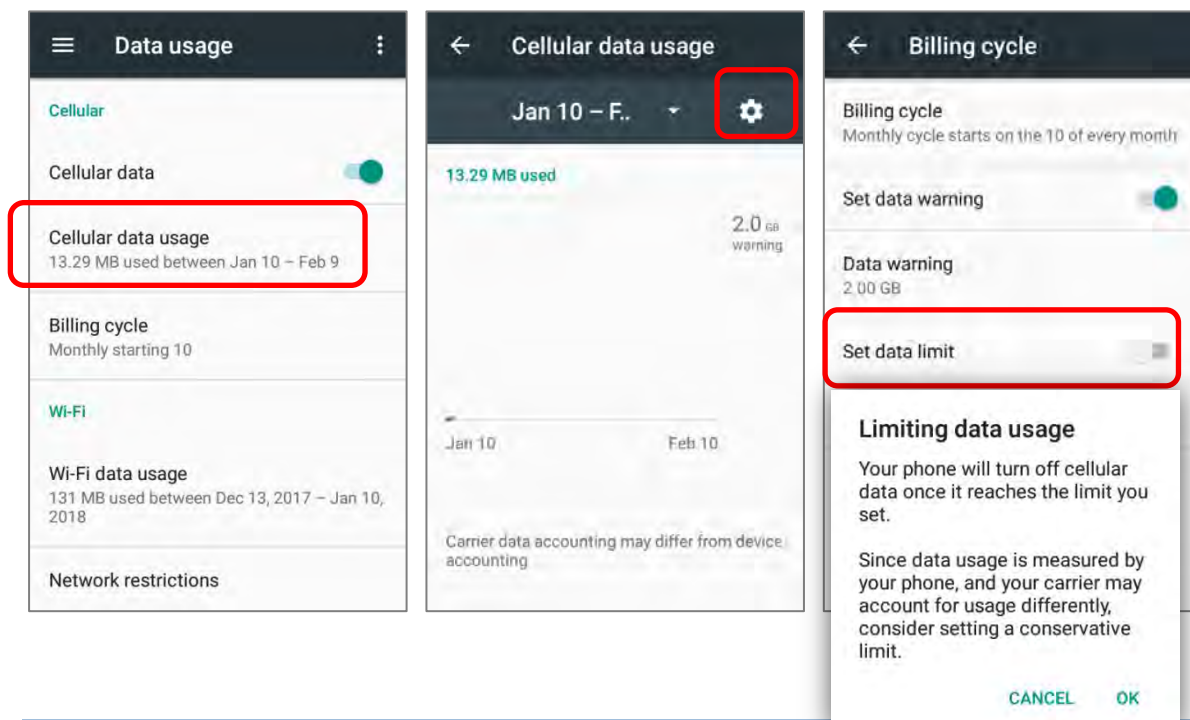 Data usage
Cellular
Cellular data
Cellular data usage
13.29 MB used between Jan 10 – Feb 9
Billing cycle
Monthly starting 10
Wi-Fi
Wi-Fi data usage
131 MB used between Dec 13, 2017 – Jan 10,
2018
Network restrictions
Cellular data usage
Jan 10 – F..
13.29 MB used
2.0 GB
warning
Jan 10
Feb 10
Carrier data accounting may differ from device
accounting
Billing cycle
Billing cycle
Monthly cycle starts on the 10 of every month
Set data warning
Data warning
2.00 GB
Set data limit
Limiting data usage
Your phone will turn off cellular
data once it reaches the limit you
set.
Since data usage is measured by
your phone, and your carrier may
account for usage differently,
consider setting a conservative
limit.
CANCEL
OK